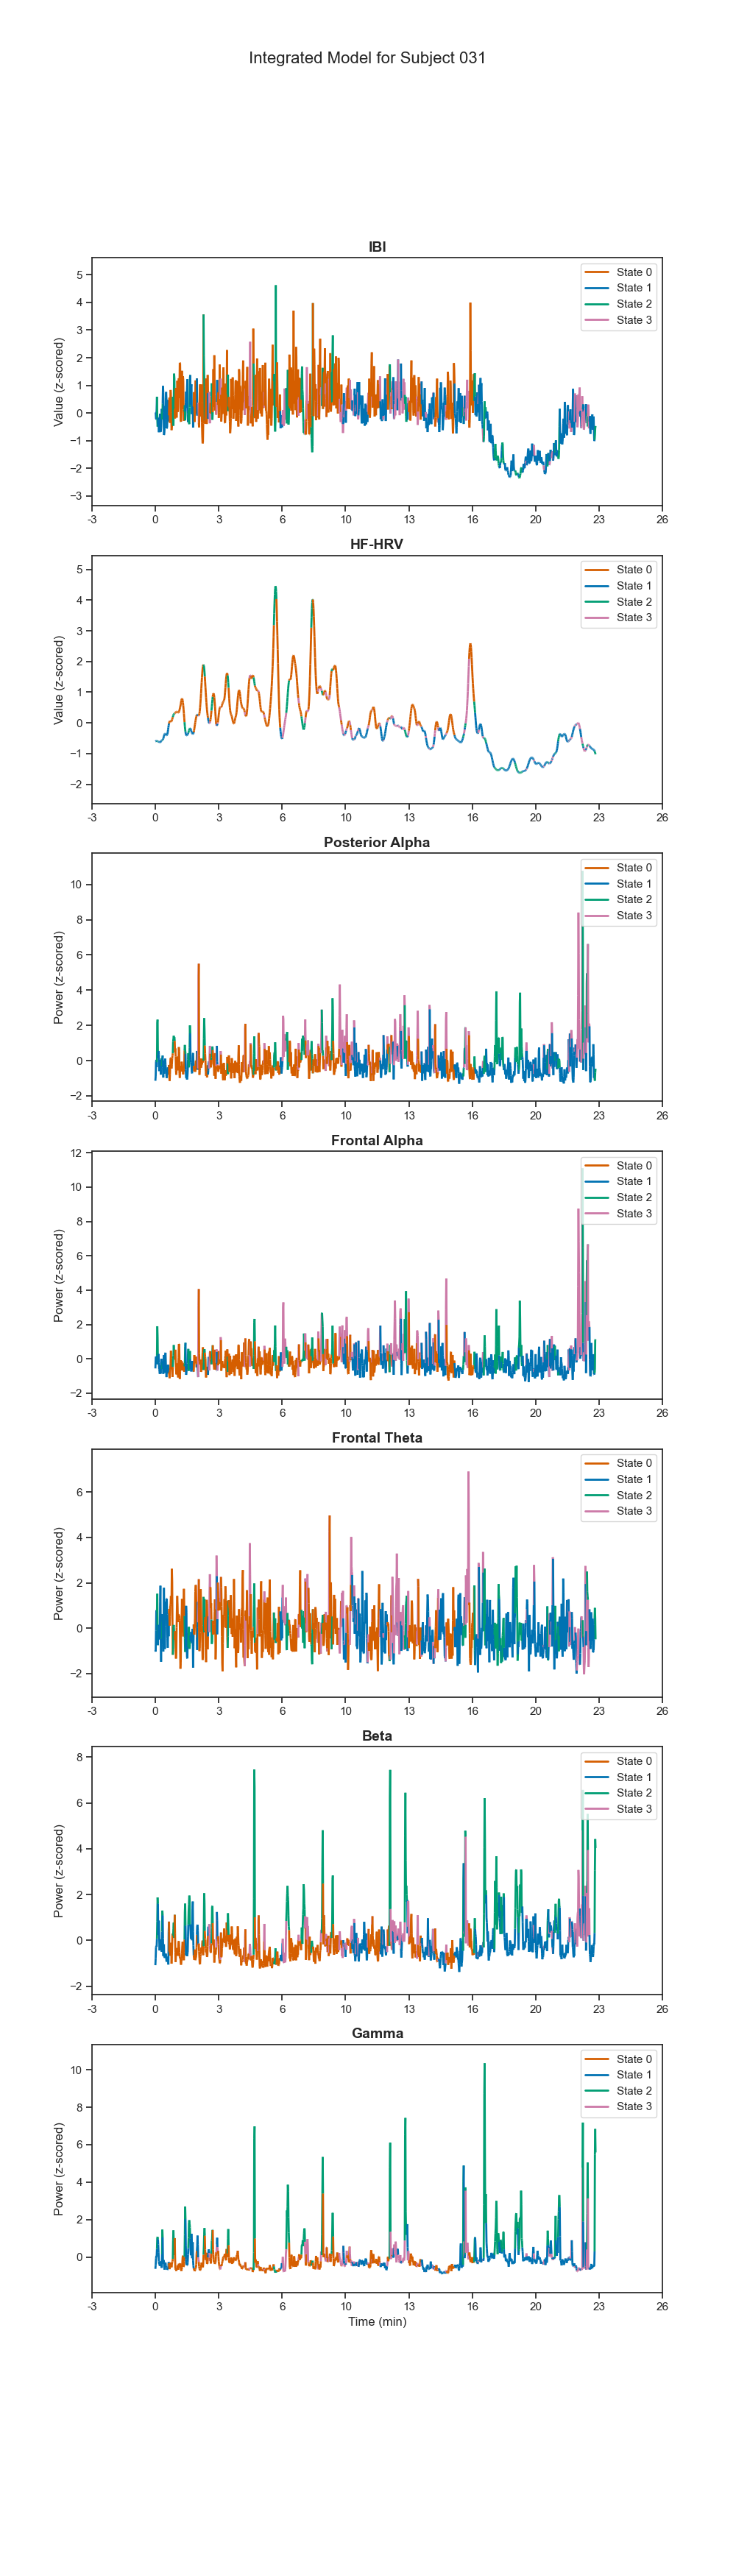 Integrated Model for Subject 031
IBI
Value (z-scored)
5
4
3
2
1
0
−1
−2
−3
State 0
State 1
State 2
State 3
-3 0 3 6 10 13 16 20 23 26
HF-HRV
Value (z-scored)
5
4
3
2
1
0
−1
−2
State 0
State 1
State 2
State 3
-3 0 3 6 10 13 16 20 23 26
Posterior Alpha
Power (z-scored)
10
8
6
4
2
0
−2
State 0
State 1
State 2
State 3
-3 0 3 6 10 13 16 20 23 26
Frontal Alpha
Power (z-scored)
12
10
8
6
4
2
0
−2
State 0
State 1
State 2
State 3
-3 0 3 6 10 13 16 20 23 26
Frontal Theta
Power (z-scored)
6
4
2
0
−2
State 0
State 1
State 2
State 3
-3 0 3 6 10 13 16 20 23 26
Beta
Power (z-scored)
8
6
4
2
0
−2
State 0
State 1
State 2
State 3
-3 0 3 6 10 13 16 20 23 26
Gamma
Power (z-scored)
10
8
6
4
2
0
State 0
State 1
State 2
State 3
-3 0 3 6 10 13 16 20 23 26
Time (min)